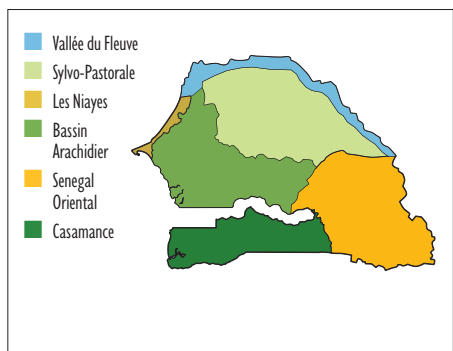 Vallée du Fleuve
Sylvo-Pastorale
Les Niayes
Bassin
Arachidier
Senegal
Oriental
Casamance